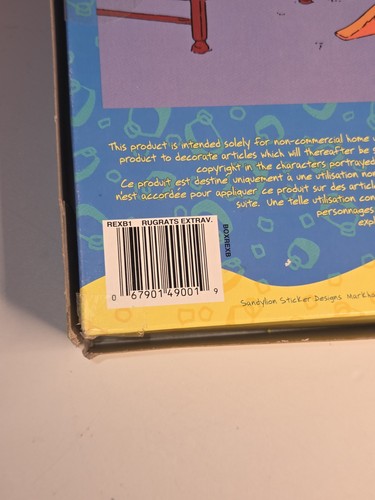 This product is intended solely for non-commercial home
product to decorate articles which will thereafter be
copyright in the characters portrayed
Ce produit est destiné uniquement à une utilisation
n'est accordée pour appliquer ce produit sur des
suite. Une telle utilisation
personnages
REXB1 RUGRATS EXTRAV.
BOXREXB
0 67901 49001 9
Sandylion Sticker Designs